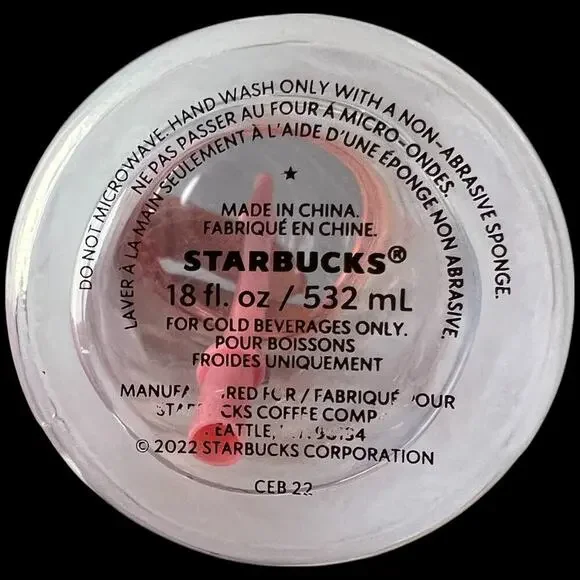 DO NOT MICROWAVE. HAND WASH ONLY WITH A NON-ABRASIVE SPONGE.
NE PAS PASSER AU FOUR À MICRO-ONDES.
LAVER À LA MAIN SEULEMENT À L'AIDE D'UNE ÉPONGE NON ABRASIVE.
★
MADE IN CHINA.
FABRIQUÉ EN CHINE.
STARBUCKS®
18 fl. oz / 532 mL
FOR COLD BEVERAGES ONLY.
POUR BOISSONS
FROIDES UNIQUEMENT
FOR / FABRIQUÉ POUR
COFFEE
© 2022 STARBUCKS CORPORATION
CEB 22